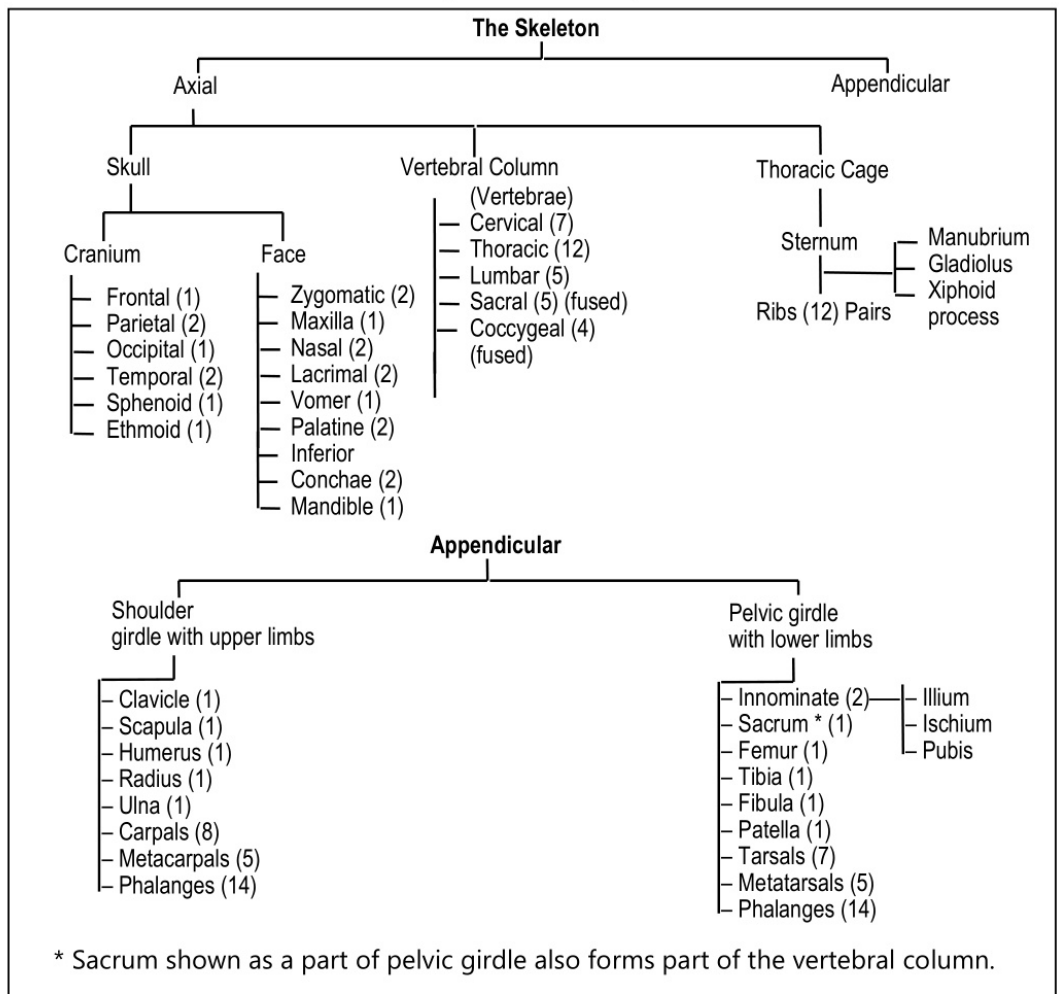 The Skeleton
Axial
Appendicular
Skull
Cranium
Frontal (1)
Parietal (2)
Occipital (1)
Temporal (2)
Sphenoid (1)
Ethmoid (1)
Face
Zygomatic (2)
Maxilla (1)
Nasal (2)
Lacrimal (2)
Vomer (1)
Palatine (2)
Inferior
Conchae (2)
Mandible (1)
Vertebral Column
(Vertebrae)
Cervical (7)
Thoracic (12)
Lumbar (5)
Sacral (5) (fused)
Coccygeal (4)
(fused)
Thoracic Cage
Sternum
Manubrium
Gladiolus
Xiphoid
process
Ribs (12) Pairs
Appendicular
Shoulder
girdle with upper limbs
Clavicle (1)
Scapula (1)
Humerus (1)
Radius (1)
Ulna (1)
Carpals (8)
Metacarpals (5)
Phalanges (14)
Pelvic girdle
with lower limbs
Innominate (2)
Illium
Ischium
Pubis
Sacrum * (1)
Femur (1)
Tibia (1)
Fibula (1)
Patella (1)
Tarsals (7)
Metatarsals (5)
Phalanges (14)
* Sacrum shown as a part of pelvic girdle also forms part of the vertebral column.